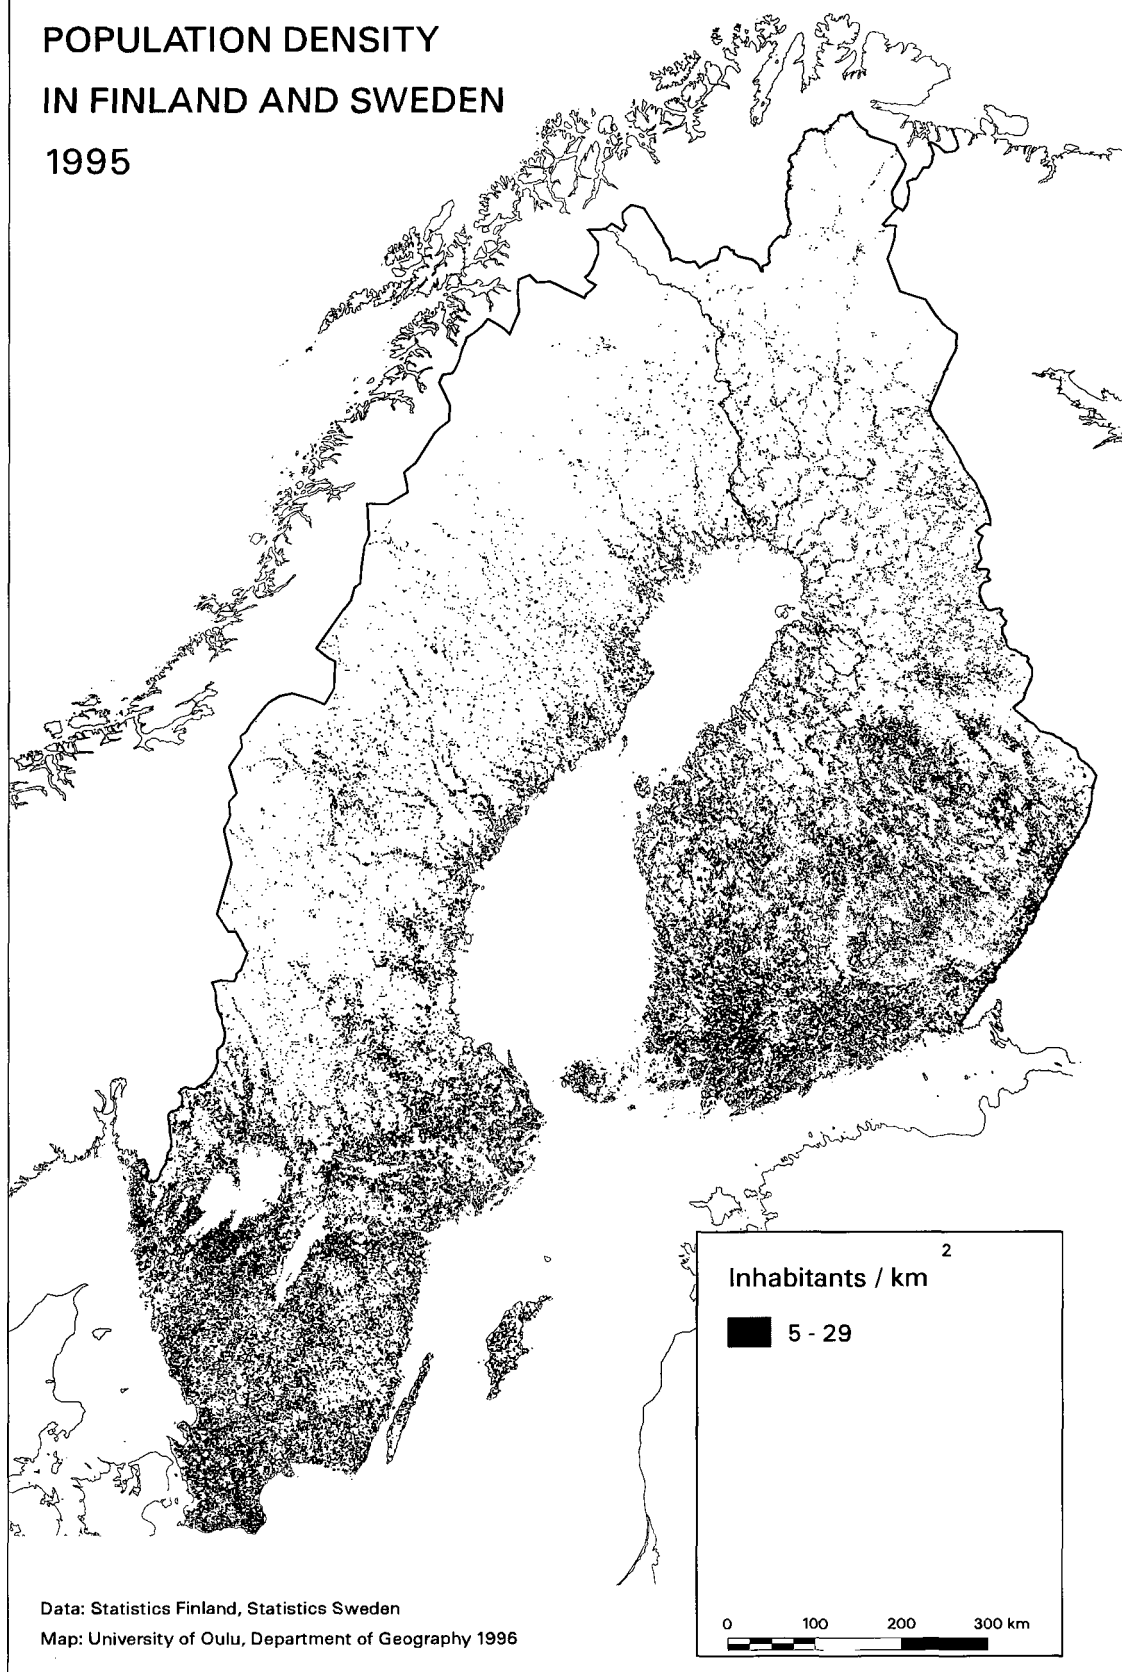 POPULATION DENSITY
IN FINLAND AND SWEDEN
1995
2
Inhabitants / km
5 - 29
0 100 200 300 km
Data: Statistics Finland, Statistics Sweden
Map: University of Oulu, Department of Geography 1996